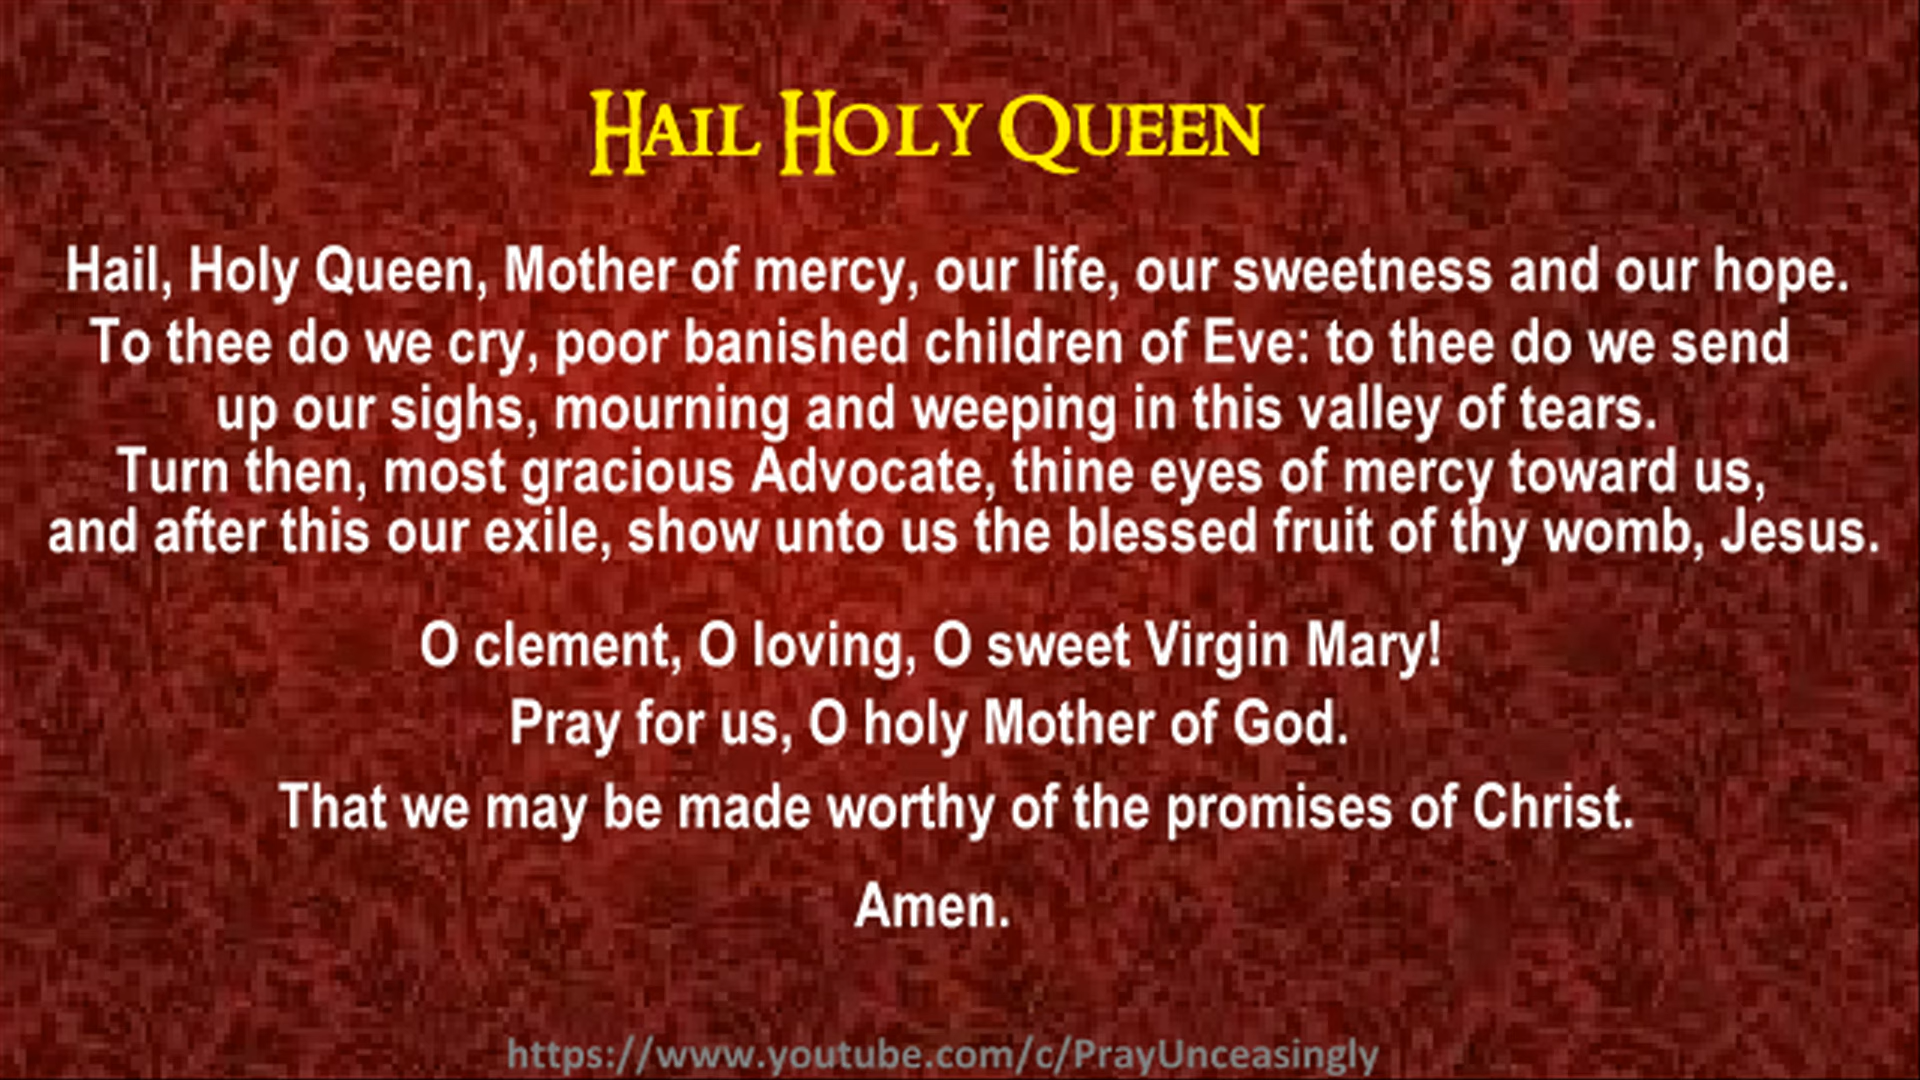 Hail Holy Queen
Hail, Holy Queen, Mother of mercy, our life, our sweetness and our hope.
To thee do we cry, poor banished children of Eve: to thee do we send
up our sighs, mourning and weeping in this valley of tears.
Turn then, most gracious Advocate, thine eyes of mercy toward us,
and after this our exile, show unto us the blessed fruit of thy womb, Jesus.
O clement, O loving, O sweet Virgin Mary!
Pray for us, O holy Mother of God.
That we may be made worthy of the promises of Christ.
Amen.
https://www.youtube.com/c/PrayUnceasingly